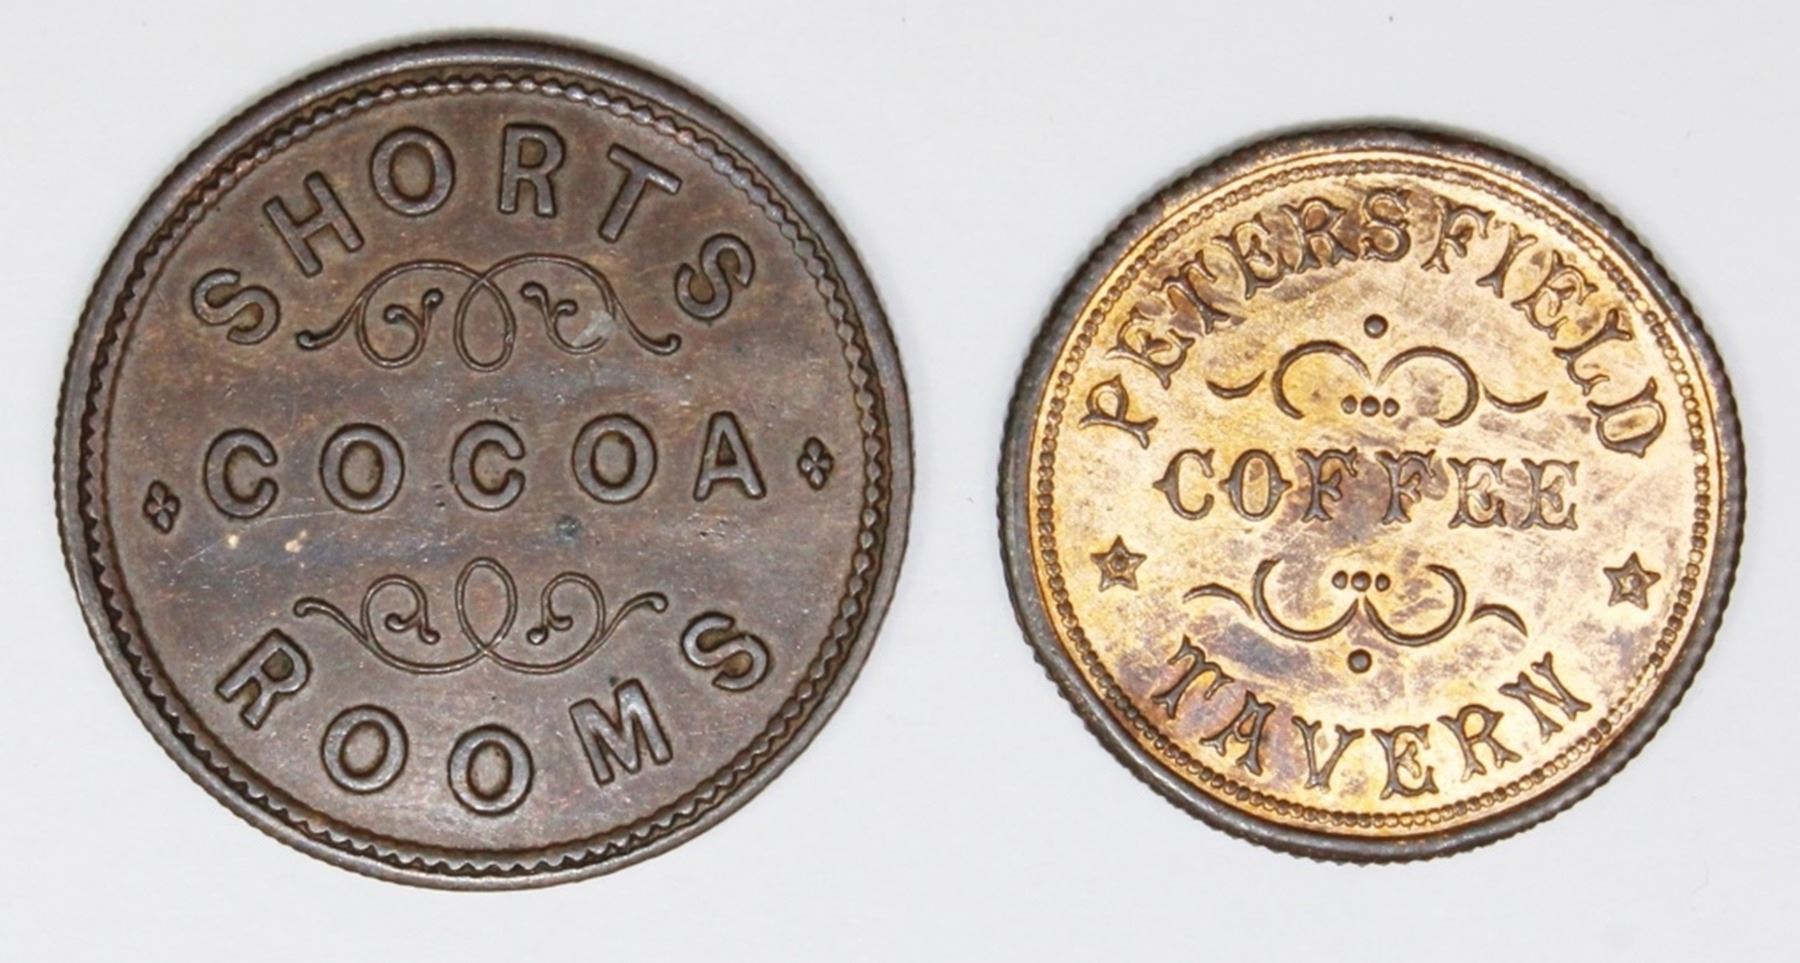 SHORTS
COCOA
ROOMS
PETERSFIELD
COFFEE
TAVERN